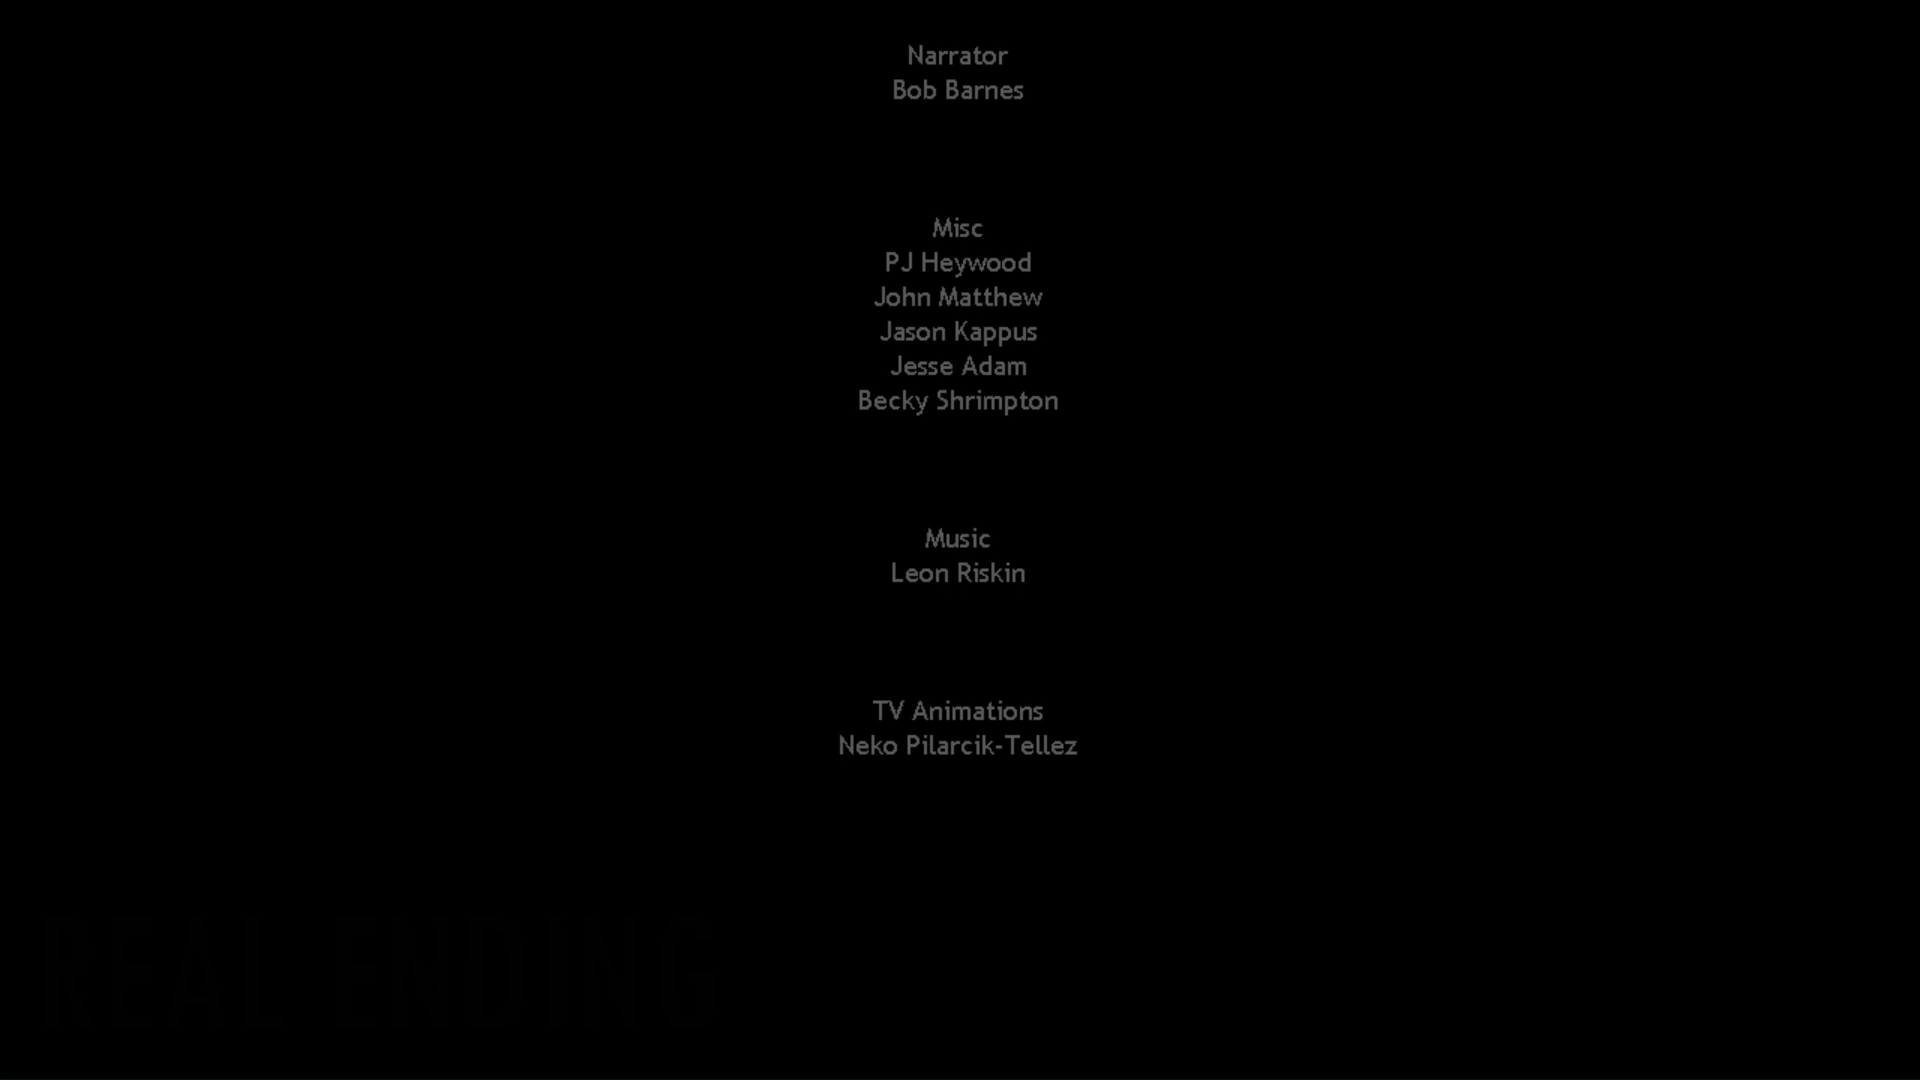 Narrator
Bob Barnes
Misc
PJ Heywood
John Matthew
Jason Kappus
Jesse Adam
Becky Shrimpton
Music
Leon Riskin
TV Animations
Neko Pilarcik-Tellez
REAL ENDING